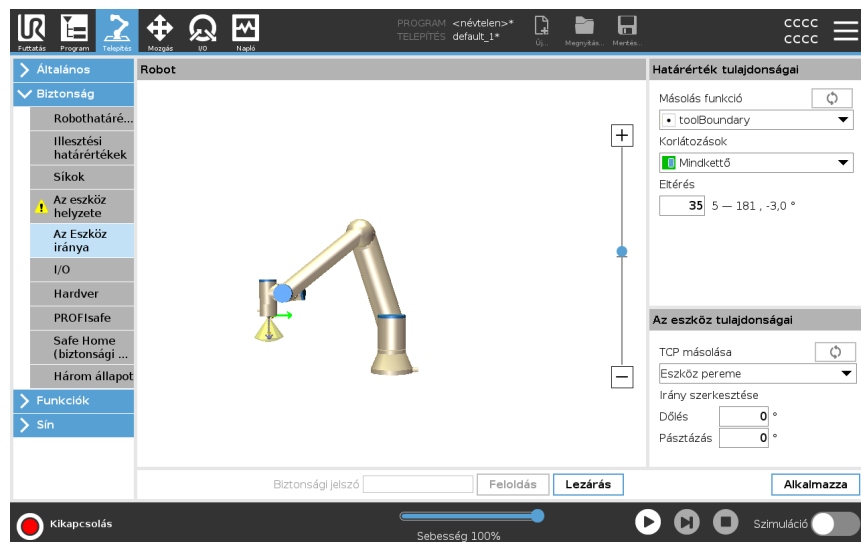 PROGRAM <névtelen>*
TELEPÍTÉS default_1*
Futtatás
Program
Telepítés
Mozgás
I/O
Napló
Új...
Megnyitás...
Mentés...
cccc
cccc
Általános
Biztonság
Robothatáré...
Illesztési
határértékek
Síkok
Az eszköz
helyzete
Az Eszköz
iránya
I/O
Hardver
PROFIsafe
Safe Home
(biztonsági ...
Három állapot
Funkciók
Sín
Robot
Határérték tulajdonságai
Másolás funkció
toolBoundary
Korlátozások
Mindkettő
Eltérés
35 5 — 181 , -3,0 °
Az eszköz tulajdonságai
TCP másolása
Eszköz pereme
Irány szerkesztése
Dőlés 0 °
Pásztázás 0 °
Biztonsági jelszó
Feloldás
Lezárás
Alkalmazza
Kikapcsolás
Sebesség 100%
Szimuláció